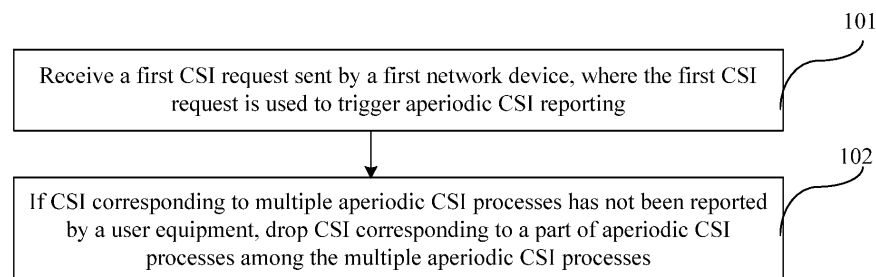 101
Receive a first CSI request sent by a first network device, where the first CSI
request is used to trigger aperiodic CSI reporting
102
If CSI corresponding to multiple aperiodic CSI processes has not been reported
by a user equipment, drop CSI corresponding to a part of aperiodic CSI
processes among the multiple aperiodic CSI processes